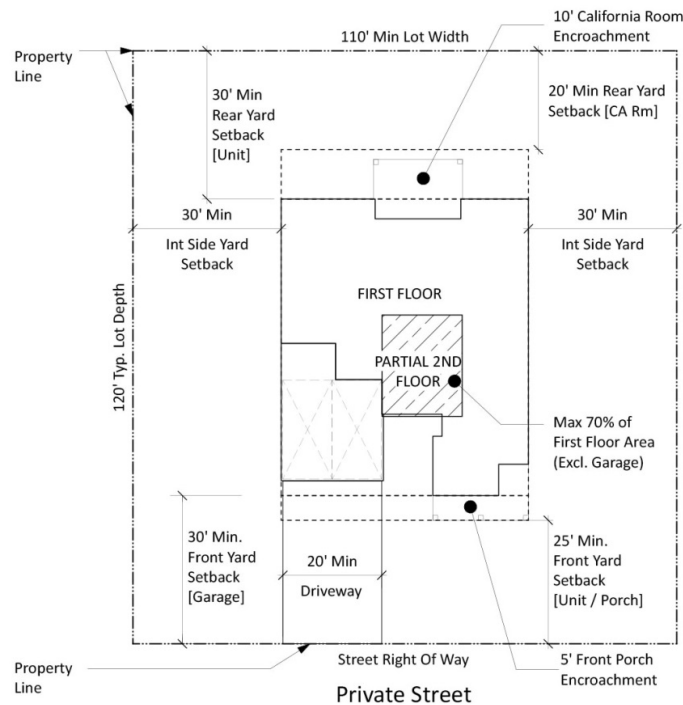 10' California Room
Encroachment
110' Min Lot Width
Property
Line
30' Min
Rear Yard
Setback
[Unit]
20' Min Rear Yard
Setback [CA Rm]
30' Min
Int Side Yard
Setback
30' Min
Int Side Yard
Setback
FIRST FLOOR
120' Typ. Lot Depth
PARTIAL 2ND
FLOOR
Max 70% of
First Floor Area
(Excl. Garage)
30' Min.
Front Yard
Setback
[Garage]
20' Min
Driveway
25' Min.
Front Yard
Setback
[Unit / Porch]
Property
Line
Street Right Of Way
5' Front Porch
Encroachment
Private Street